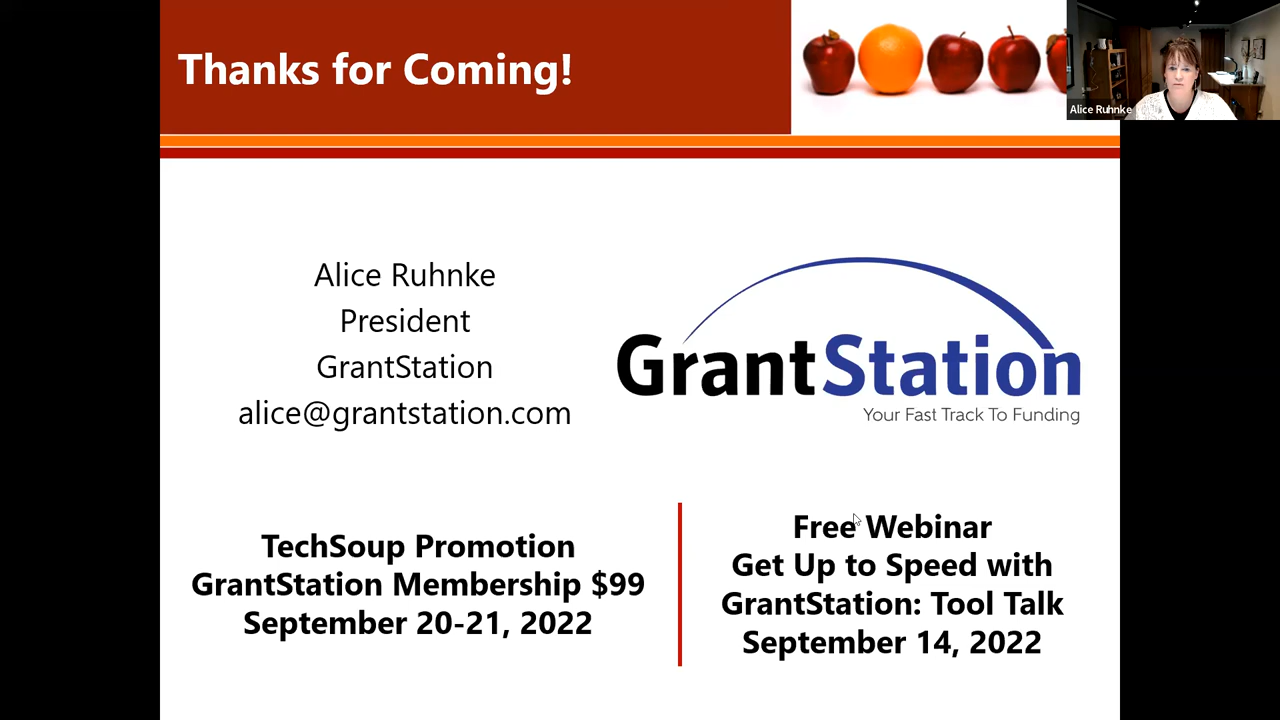 Thanks for Coming!
Alice Ruhnke
Alice Ruhnke
President
GrantStation
alice@grantstation.com
GrantStation
Your Fast Track To Funding
TechSoup Promotion
GrantStation Membership $99
September 20-21, 2022
Free Webinar
Get Up to Speed with
GrantStation: Tool Talk
September 14, 2022